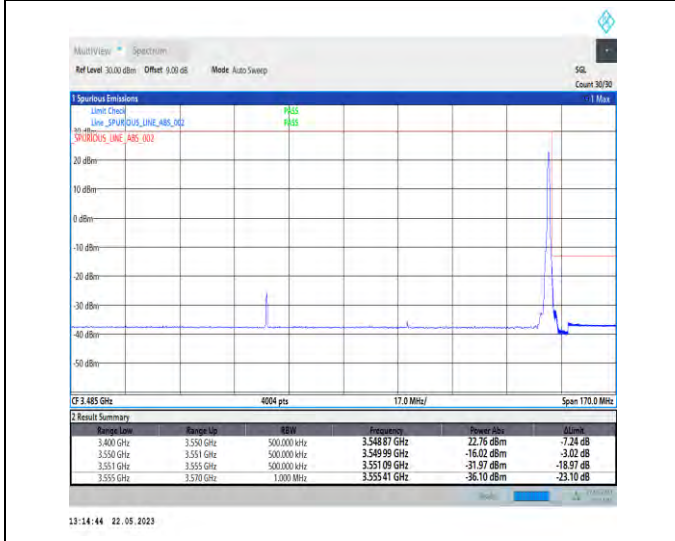 MultiView Spectrum
Ref Level 30.00 dBm Offset 9.00 dB Mode Auto Sweep SGL
Count 30/30
1 Spurious Emissions 1 Max
Limit Check PASS
Line _SPURIOUS_LINE_ABS_002 PASS
30 dBm
_SPURIOUS_LINE_ABS_002
20 dBm
10 dBm
0 dBm
-10 dBm
-20 dBm
-30 dBm
-40 dBm
-50 dBm
CF 3.485 GHz 4004 pts 17.0 MHz/ Span 170.0 MHz
2 Result Summary
Range Low Range Up RBW Frequency Power Abs ΔLimit
3.400 GHz 3.550 GHz 500.000 kHz 3.54887 GHz 22.76 dBm -7.24 dB
3.550 GHz 3.551 GHz 500.000 kHz 3.54999 GHz -16.02 dBm -3.02 dB
3.551 GHz 3.555 GHz 500.000 kHz 3.55109 GHz -31.97 dBm -18.97 dB
3.555 GHz 3.570 GHz 1.000 MHz 3.55541 GHz -36.10 dBm -23.10 dB
13:14:44 22.05.2023